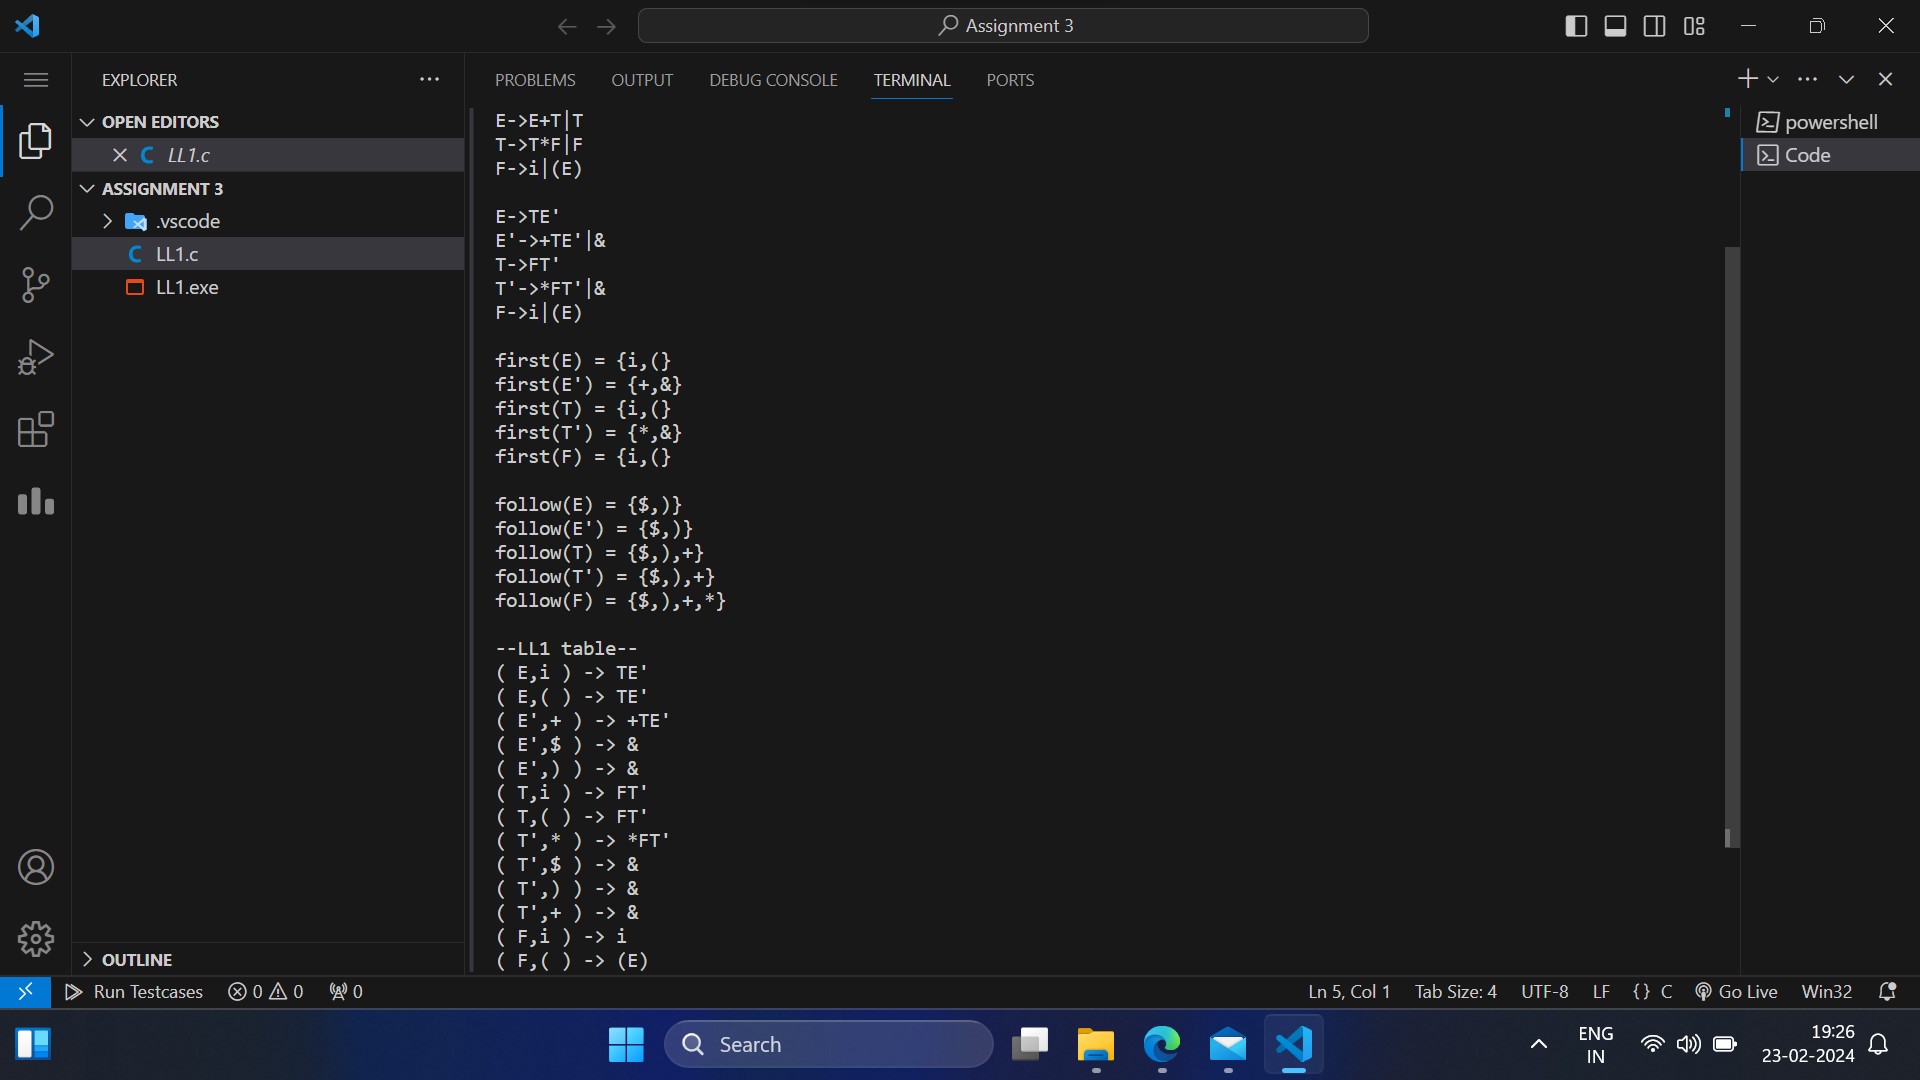 Assignment 3
EXPLORER
OPEN EDITORS
C LL1.c
ASSIGNMENT 3
.vscode
C LL1.c
LL1.exe
OUTLINE
PROBLEMS OUTPUT DEBUG CONSOLE TERMINAL PORTS
E->E+T|T
T->T*F|F
F->i|(E)
E->TE'
E'->+TE'|&
T->FT'
T'->*FT'|&
F->i|(E)
first(E) = {i,(}
first(E') = {+,&}
first(T) = {i,(}
first(T') = {*,&}
first(F) = {i,(}
follow(E) = {$,)}
follow(E') = {$,)}
follow(T) = {$,),+}
follow(T') = {$,),+}
follow(F) = {$,),+,*}
--LL1 table--
( E,i ) -> TE'
( E,( ) -> TE'
( E',+ ) -> +TE'
( E',$ ) -> &
( E',) ) -> &
( T,i ) -> FT'
( T,( ) -> FT'
( T',* ) -> *FT'
( T',$ ) -> &
( T',) ) -> &
( T',+ ) -> &
( F,i ) -> i
( F,( ) -> (E)
powershell
Code
Run Testcases 0 0 0 Ln 5, Col 1 Tab Size: 4 UTF-8 LF {} C Go Live Win32
Search
ENG
IN
19:26
23-02-2024